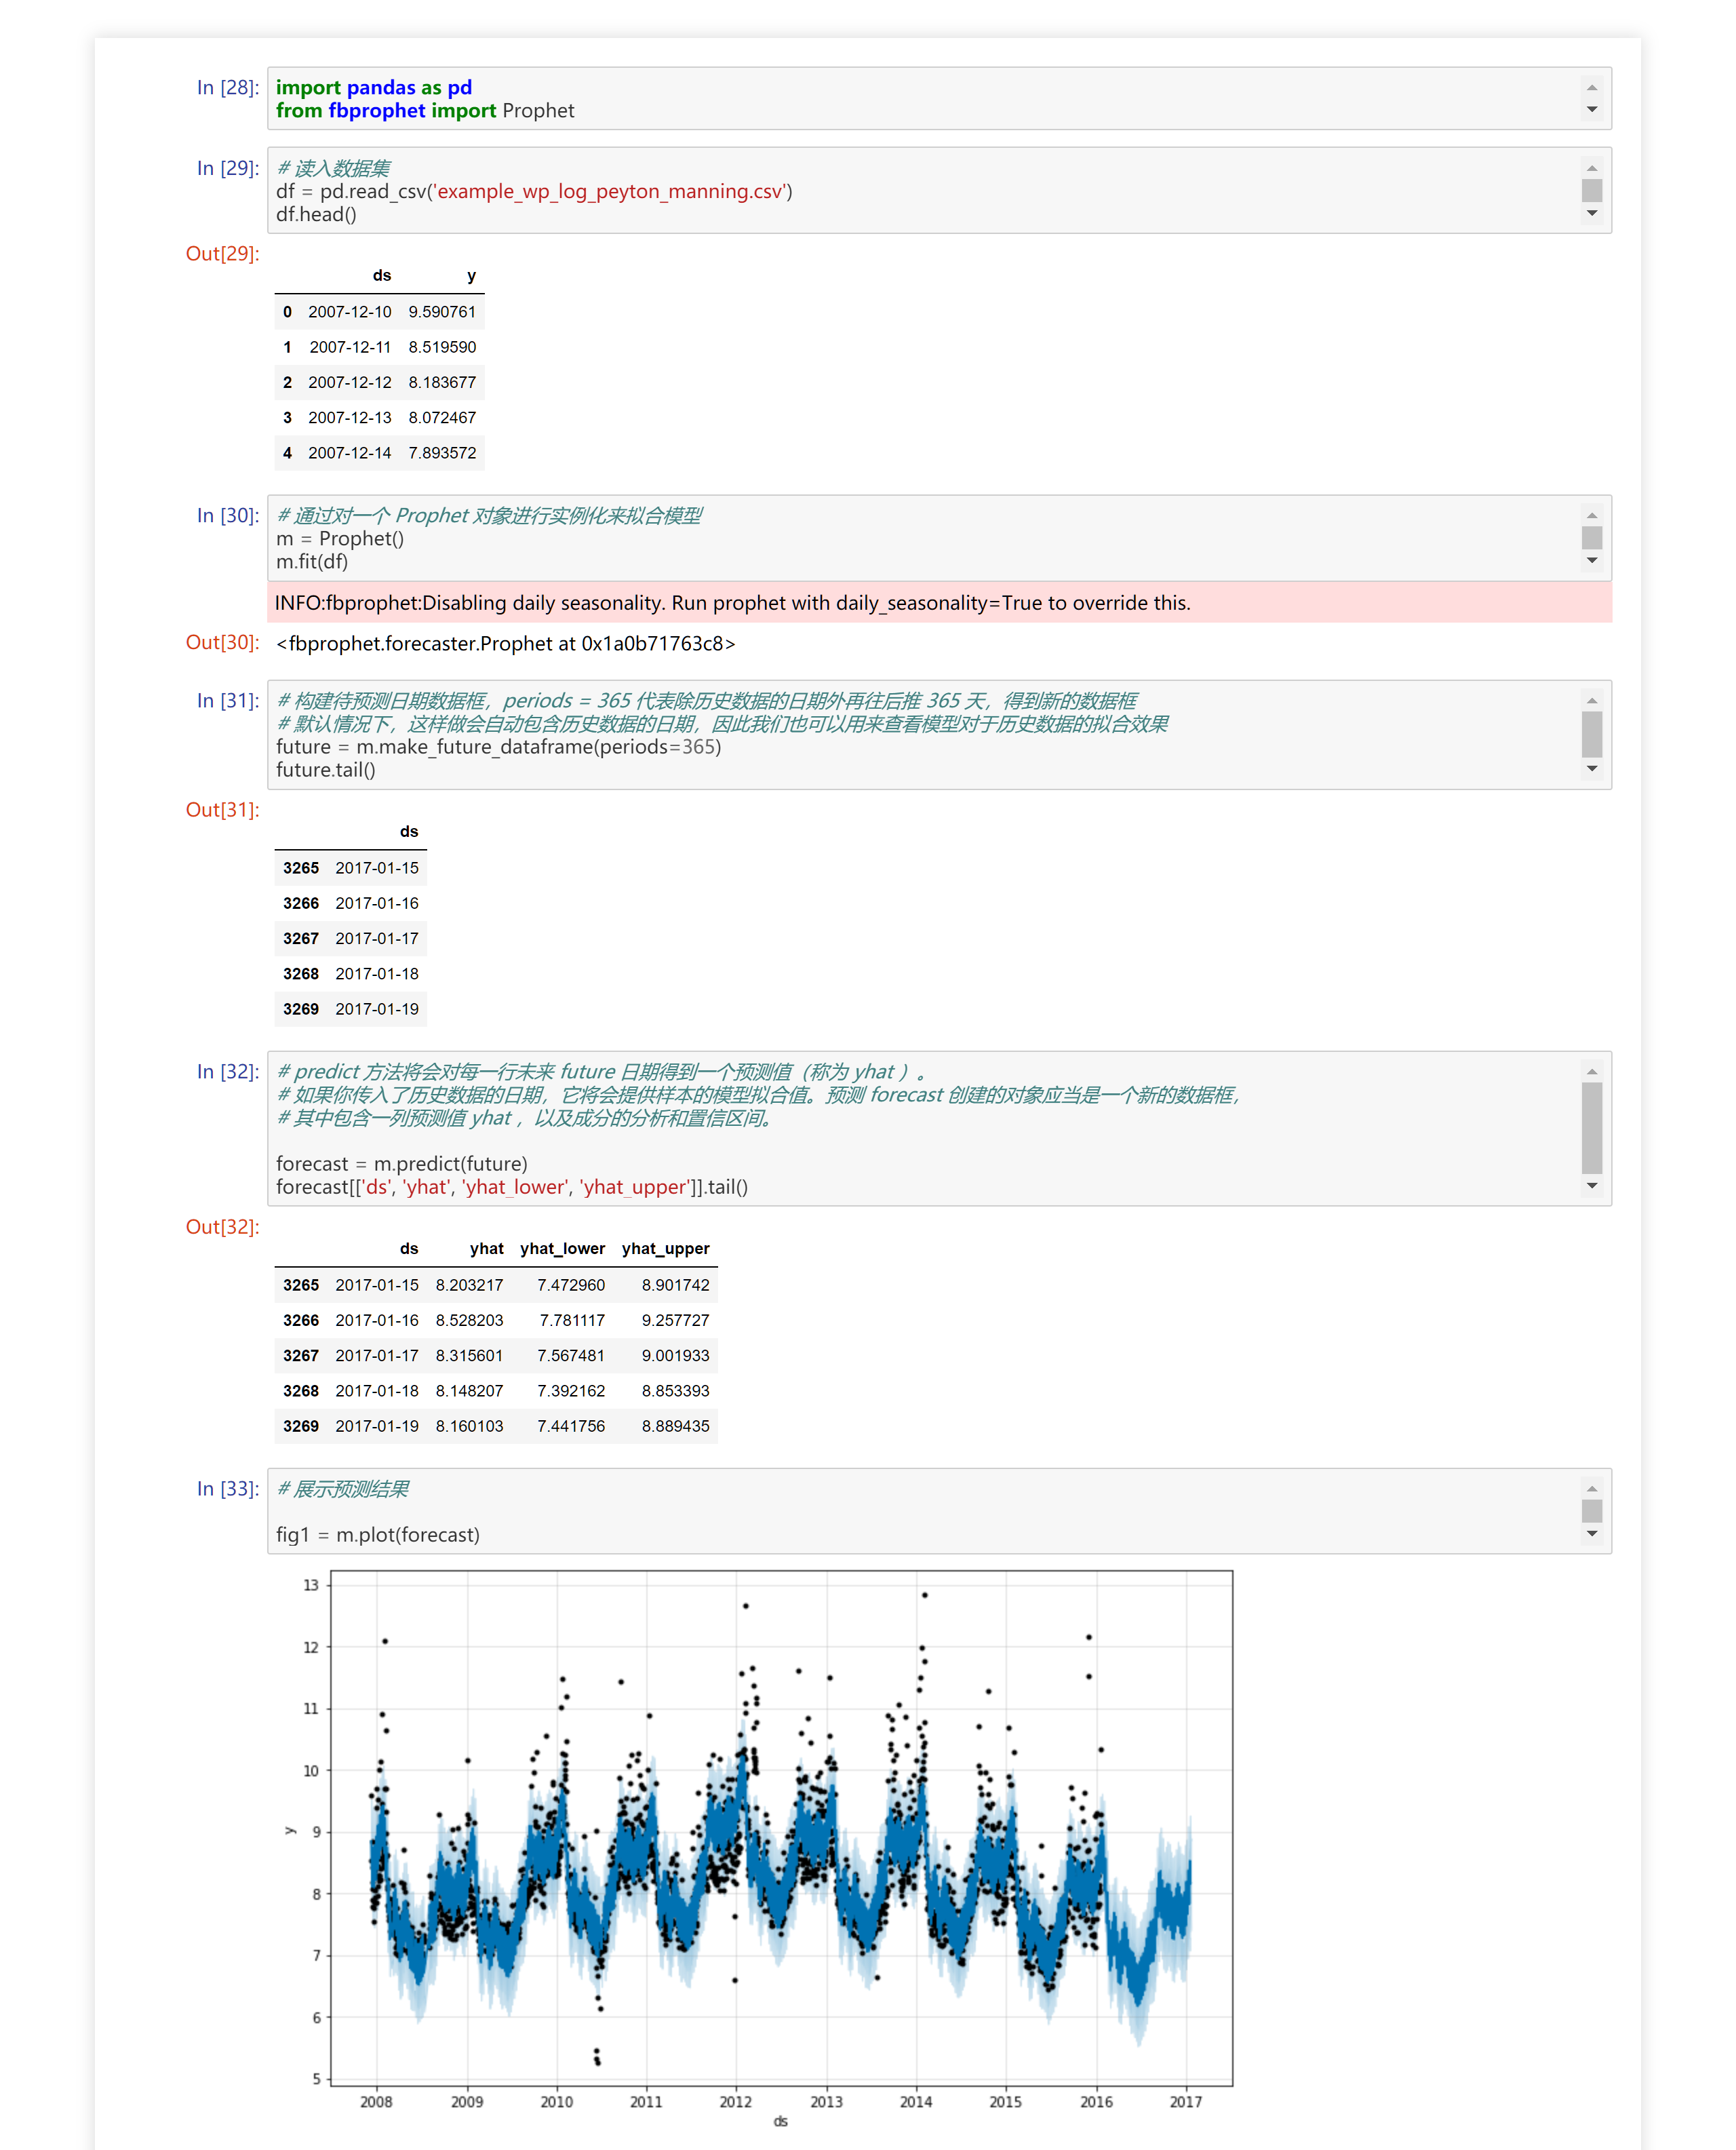 In [28]:
import pandas as pd
from fbprophet import Prophet
In [29]:
# 读入数据集
df = pd.read_csv('example_wp_log_peyton_manning.csv')
df.head()
Out[29]:
ds y
0 2007-12-10 9.590761
1 2007-12-11 8.519590
2 2007-12-12 8.183677
3 2007-12-13 8.072467
4 2007-12-14 7.893572
In [30]:
# 通过对一个 Prophet 对象进行实例化来拟合模型
m = Prophet()
m.fit(df)
INFO:fbprophet:Disabling daily seasonality. Run prophet with daily_seasonality=True to override this.
Out[30]: <fbprophet.forecaster.Prophet at 0x1a0b71763c8>
In [31]:
# 构建待预测日期数据框，periods = 365 代表除历史数据的日期外再往后推 365 天，得到新的数据框
# 默认情况下，这样做会自动包含历史数据的日期，因此我们也可以用来查看模型对于历史数据的拟合效果
future = m.make_future_dataframe(periods=365)
future.tail()
Out[31]:
ds
3265 2017-01-15
3266 2017-01-16
3267 2017-01-17
3268 2017-01-18
3269 2017-01-19
In [32]:
# predict 方法将会对每一行未来 future 日期得到一个预测值（称为 yhat ）。
# 如果你传入了历史数据的日期，它将会提供样本的模型拟合值。预测 forecast 创建的对象应当是一个新的数据框，
# 其中包含一列预测值 yhat ，以及成分的分析和置信区间。
forecast = m.predict(future)
forecast[['ds', 'yhat', 'yhat_lower', 'yhat_upper']].tail()
Out[32]:
ds yhat yhat_lower yhat_upper
3265 2017-01-15 8.203217 7.472960 8.901742
3266 2017-01-16 8.528203 7.781117 9.257727
3267 2017-01-17 8.315601 7.567481 9.001933
3268 2017-01-18 8.148207 7.392162 8.853393
3269 2017-01-19 8.160103 7.441756 8.889435
In [33]:
# 展示预测结果
fig1 = m.plot(forecast)
13
12
11
10
9
y
8
7
6
5
2008 2009 2010 2011 2012 2013 2014 2015 2016 2017
ds